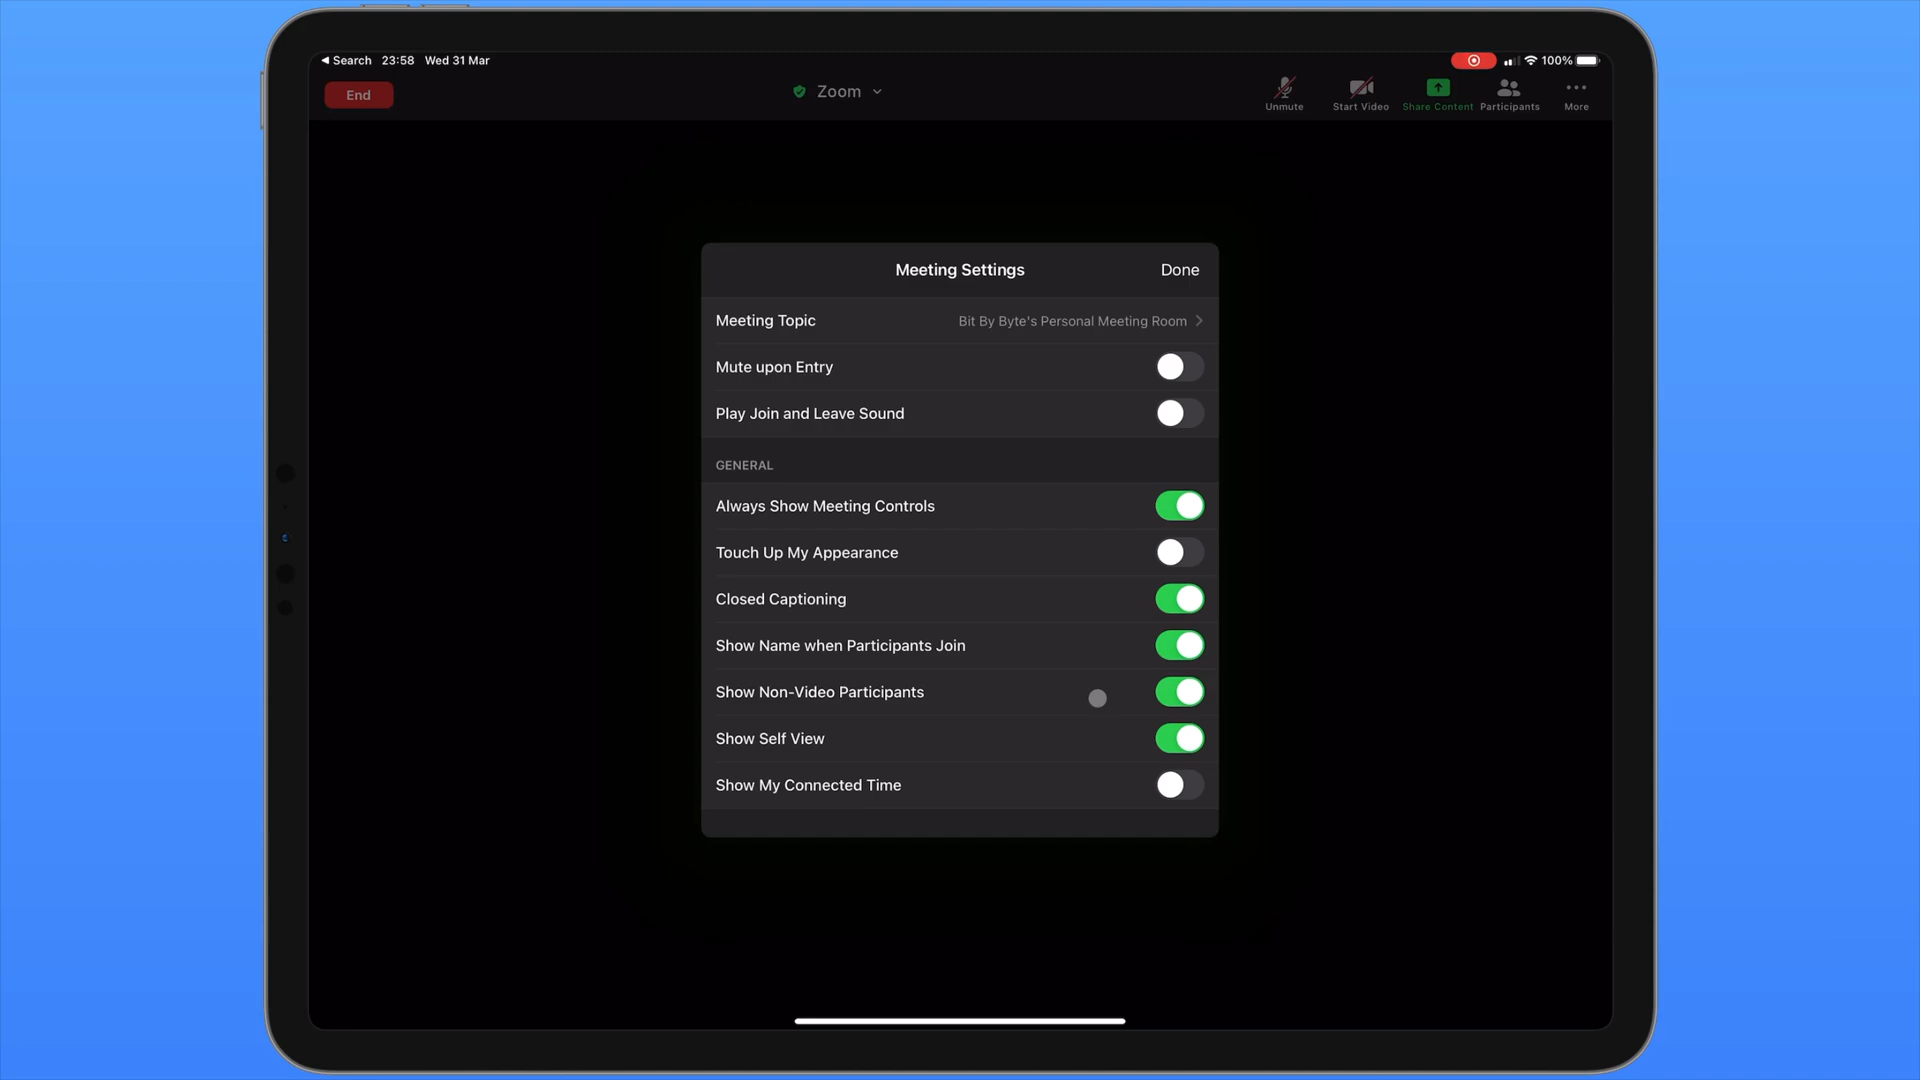 Search 23:58 Wed 31 Mar
100%
End
Zoom
Unmute
Start Video
Share Content
Participants
More
Meeting Settings
Done
Meeting Topic
Bit By Byte's Personal Meeting Room
Mute upon Entry
Play Join and Leave Sound
GENERAL
Always Show Meeting Controls
Touch Up My Appearance
Closed Captioning
Show Name when Participants Join
Show Non-Video Participants
Show Self View
Show My Connected Time